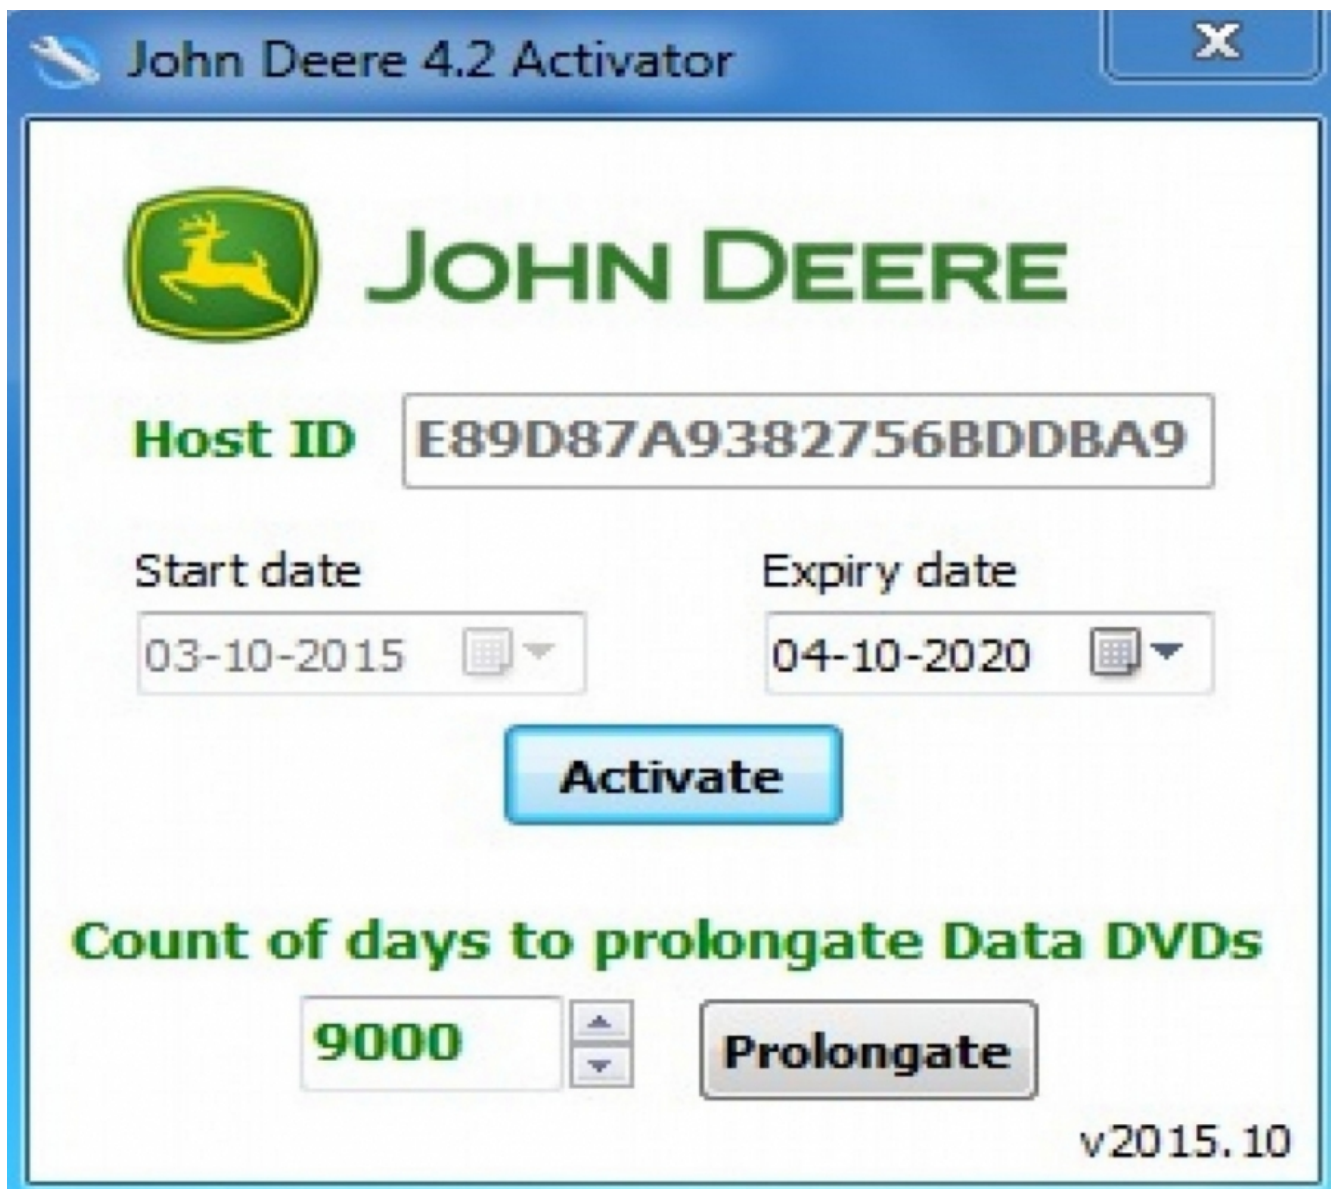 John Deere 4.2 Activator
JOHN DEERE
Host ID E89D87A9382756BDDBA9
Start date Expiry date
03-10-2015 04-10-2020
Activate
Count of days to prolongate Data DVDs
9000 Prolongate
v2015.10